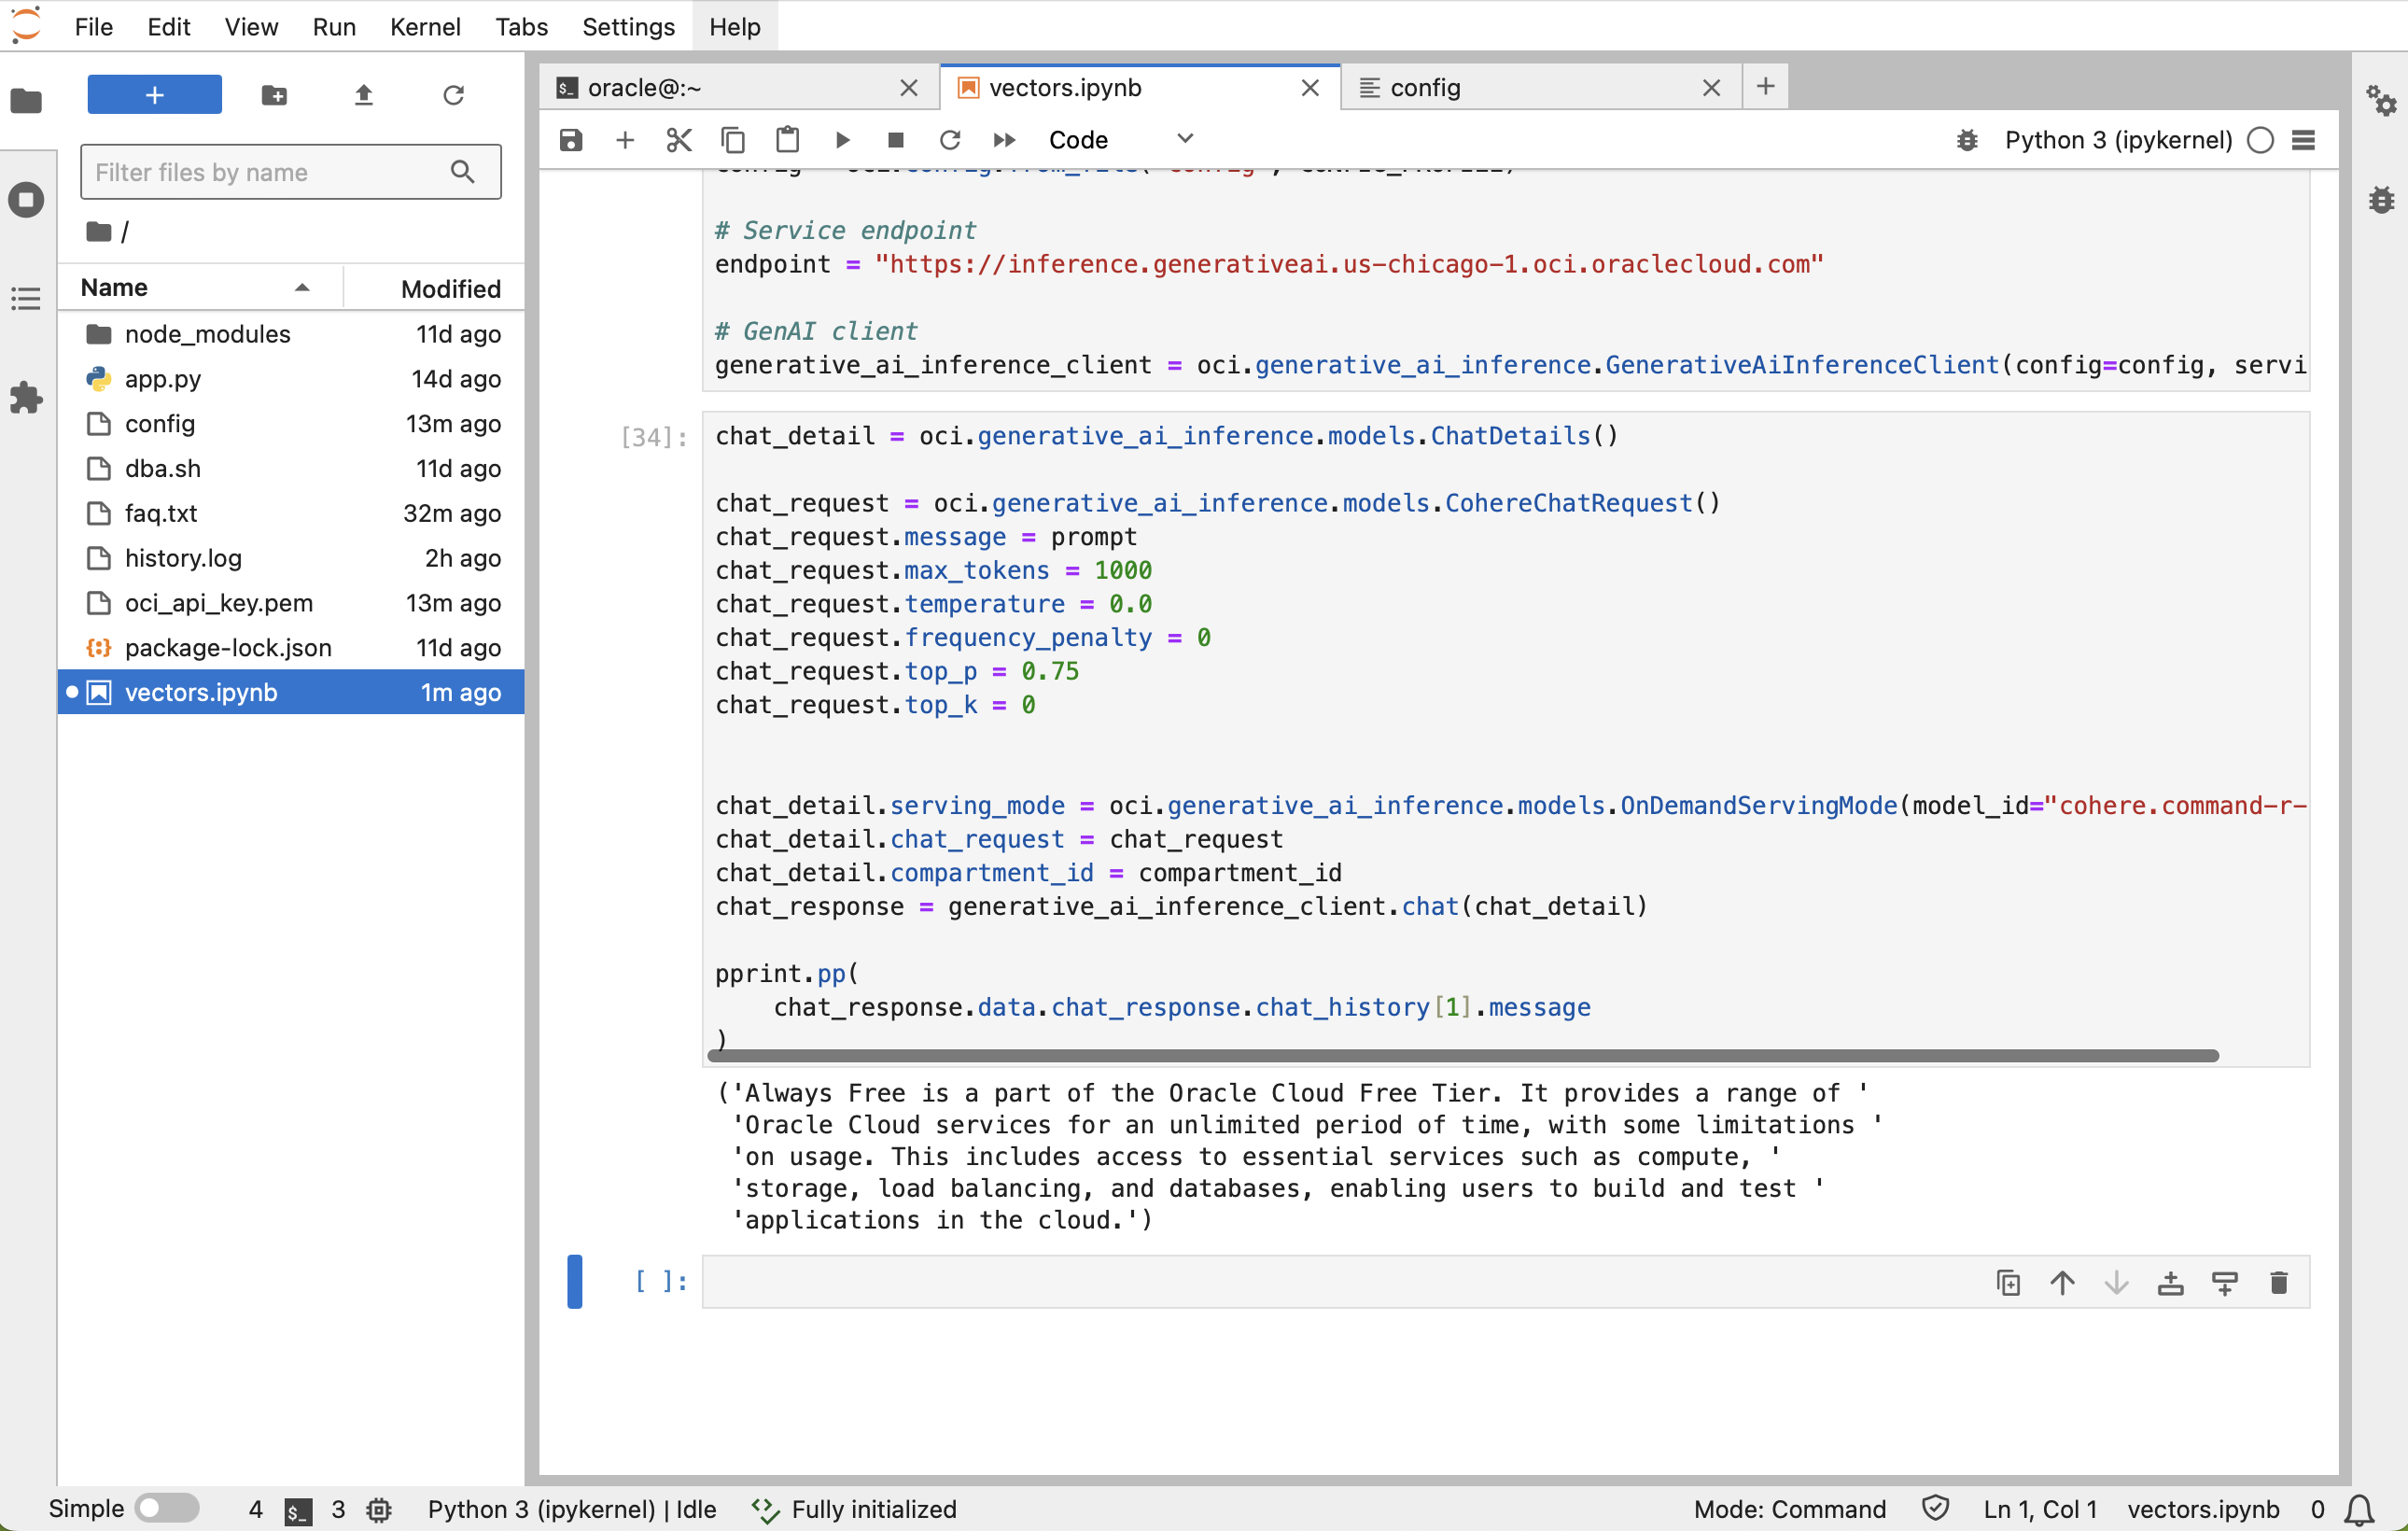 File Edit View Run Kernel Tabs Settings Help
oracle@:~ vectors.ipynb config
Code Python 3 (ipykernel)
Filter files by name
/
Name Modified
node_modules 11d ago
app.py 14d ago
config 13m ago
dba.sh 11d ago
faq.txt 32m ago
history.log 2h ago
oci_api_key.pem 13m ago
package-lock.json 11d ago
vectors.ipynb 1m ago
# Service endpoint
endpoint = "https://inference.generativeai.us-chicago-1.oci.oraclecloud.com"
# GenAI client
generative_ai_inference_client = oci.generative_ai_inference.GenerativeAiInferenceClient(config=config, servi
[34]: chat_detail = oci.generative_ai_inference.models.ChatDetails()
chat_request = oci.generative_ai_inference.models.CohereChatRequest()
chat_request.message = prompt
chat_request.max_tokens = 1000
chat_request.temperature = 0.0
chat_request.frequency_penalty = 0
chat_request.top_p = 0.75
chat_request.top_k = 0
chat_detail.serving_mode = oci.generative_ai_inference.models.OnDemandServingMode(model_id="cohere.command-r-
chat_detail.chat_request = chat_request
chat_detail.compartment_id = compartment_id
chat_response = generative_ai_inference_client.chat(chat_detail)
pprint.pp(
chat_response.data.chat_response.chat_history[1].message
)
('Always Free is a part of the Oracle Cloud Free Tier. It provides a range of '
'Oracle Cloud services for an unlimited period of time, with some limitations '
'on usage. This includes access to essential services such as compute, '
'storage, load balancing, and databases, enabling users to build and test '
'applications in the cloud.')
[ ]:
Simple 4 $_ 3 Python 3 (ipykernel) | Idle Fully initialized Mode: Command Ln 1, Col 1 vectors.ipynb 0